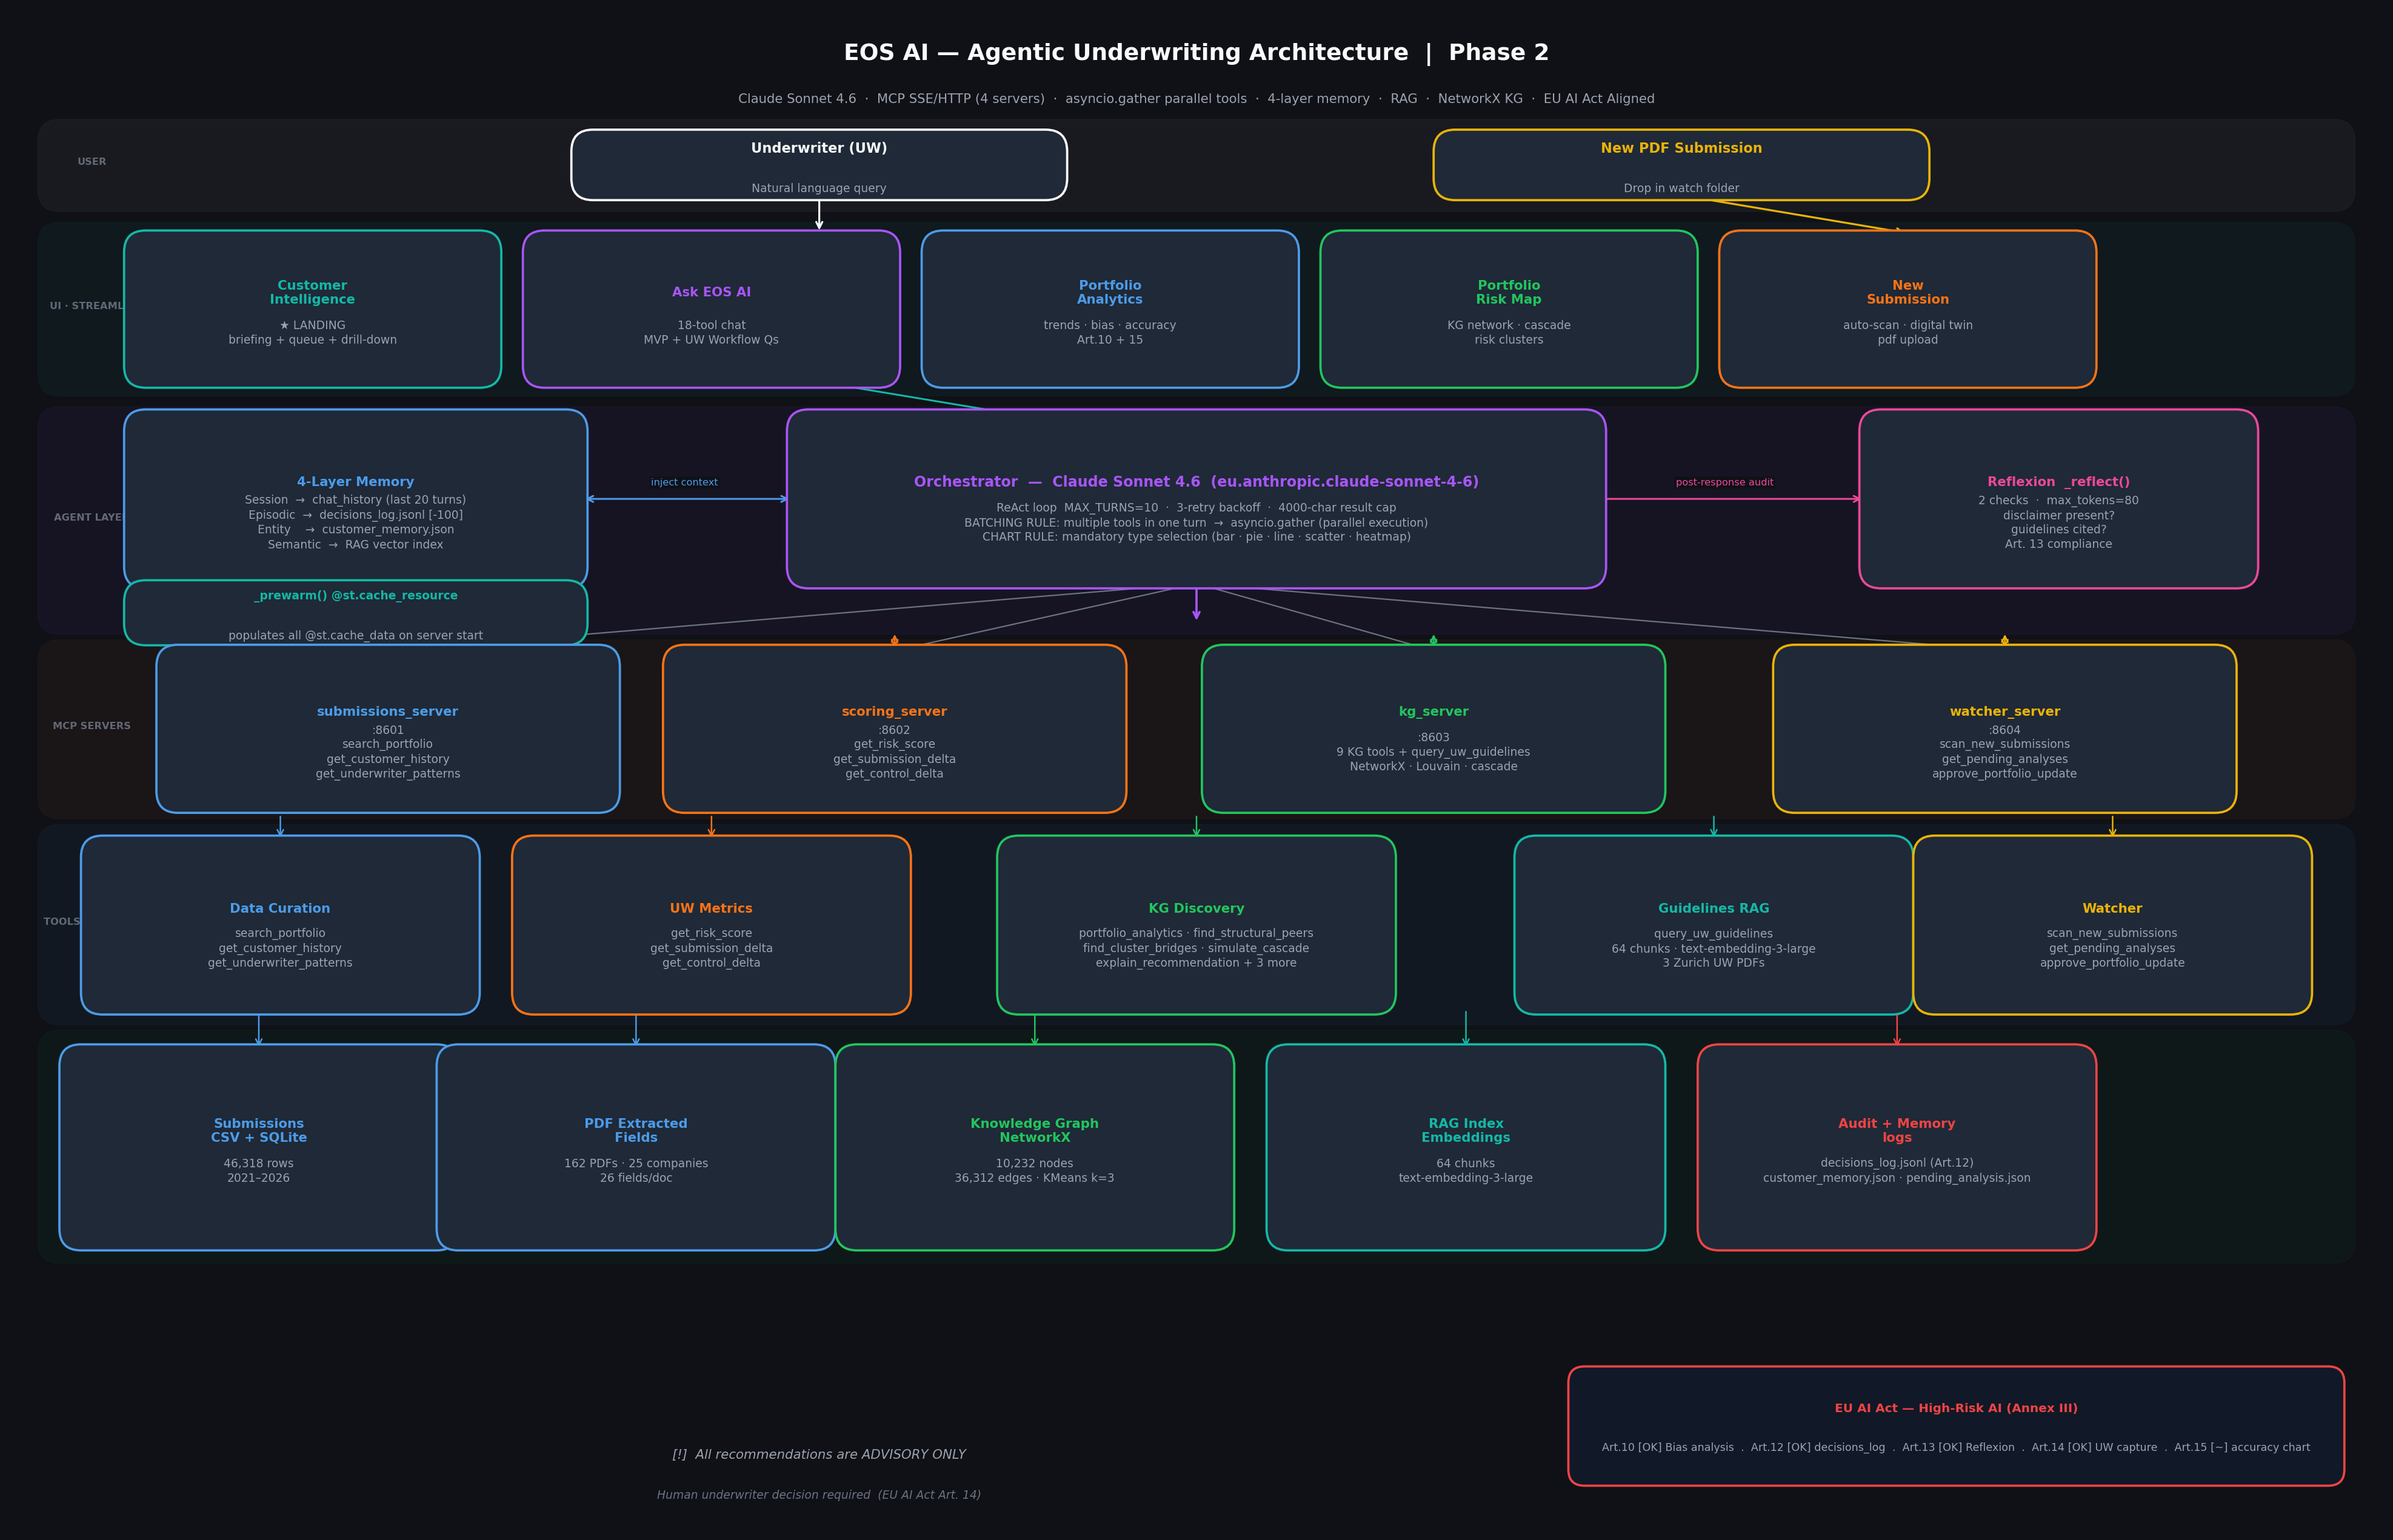 EOS AI — Agentic Underwriting Architecture | Phase 2
Claude Sonnet 4.6 · MCP SSE/HTTP (4 servers) · asyncio.gather parallel tools · 4-layer memory · RAG · NetworkX KG · EU AI Act Aligned
USER
Underwriter (UW)
Natural language query
New PDF Submission
Drop in watch folder
UI · STREAML
Customer
Intelligence
★ LANDING
briefing + queue + drill-down
Ask EOS AI
18-tool chat
MVP + UW Workflow Qs
Portfolio
Analytics
trends · bias · accuracy
Art.10 + 15
Portfolio
Risk Map
KG network · cascade
risk clusters
New
Submission
auto-scan · digital twin
pdf upload
AGENT LAYE
4-Layer Memory
Session → chat_history (last 20 turns)
Episodic → decisions_log.jsonl [-100]
Entity → customer_memory.json
Semantic → RAG vector index
inject context
Orchestrator — Claude Sonnet 4.6 (eu.anthropic.claude-sonnet-4-6)
ReAct loop MAX_TURNS=10 · 3-retry backoff · 4000-char result cap
BATCHING RULE: multiple tools in one turn → asyncio.gather (parallel execution)
CHART RULE: mandatory type selection (bar · pie · line · scatter · heatmap)
post-response audit
Reflexion _reflect()
2 checks · max_tokens=80
disclaimer present?
guidelines cited?
Art. 13 compliance
_prewarm() @st.cache_resource
populates all @st.cache_data on server start
MCP SERVERS
submissions_server
:8601
search_portfolio
get_customer_history
get_underwriter_patterns
scoring_server
:8602
get_risk_score
get_submission_delta
get_control_delta
kg_server
:8603
9 KG tools + query_uw_guidelines
NetworkX · Louvain · cascade
watcher_server
:8604
scan_new_submissions
get_pending_analyses
approve_portfolio_update
TOOLS
Data Curation
search_portfolio
get_customer_history
get_underwriter_patterns
UW Metrics
get_risk_score
get_submission_delta
get_control_delta
KG Discovery
portfolio_analytics · find_structural_peers
find_cluster_bridges · simulate_cascade
explain_recommendation + 3 more
Guidelines RAG
query_uw_guidelines
64 chunks · text-embedding-3-large
3 Zurich UW PDFs
Watcher
scan_new_submissions
get_pending_analyses
approve_portfolio_update
Submissions
CSV + SQLite
46,318 rows
2021–2026
PDF Extracted
Fields
162 PDFs · 25 companies
26 fields/doc
Knowledge Graph
NetworkX
10,232 nodes
36,312 edges · KMeans k=3
RAG Index
Embeddings
64 chunks
text-embedding-3-large
Audit + Memory
logs
decisions_log.jsonl (Art.12)
customer_memory.json · pending_analysis.json
EU AI Act — High-Risk AI (Annex III)
Art.10 [OK] Bias analysis . Art.12 [OK] decisions_log . Art.13 [OK] Reflexion . Art.14 [OK] UW capture . Art.15 [~] accuracy chart
[!] All recommendations are ADVISORY ONLY
Human underwriter decision required (EU AI Act Art. 14)